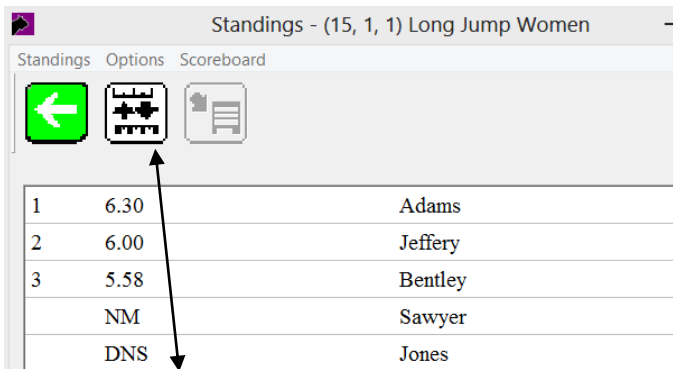 Standings - (15, 1, 1) Long Jump Women
Standings Options Scoreboard
1 6.30 Adams
2 6.00 Jeffery
3 5.58 Bentley
NM Sawyer
DNS Jones